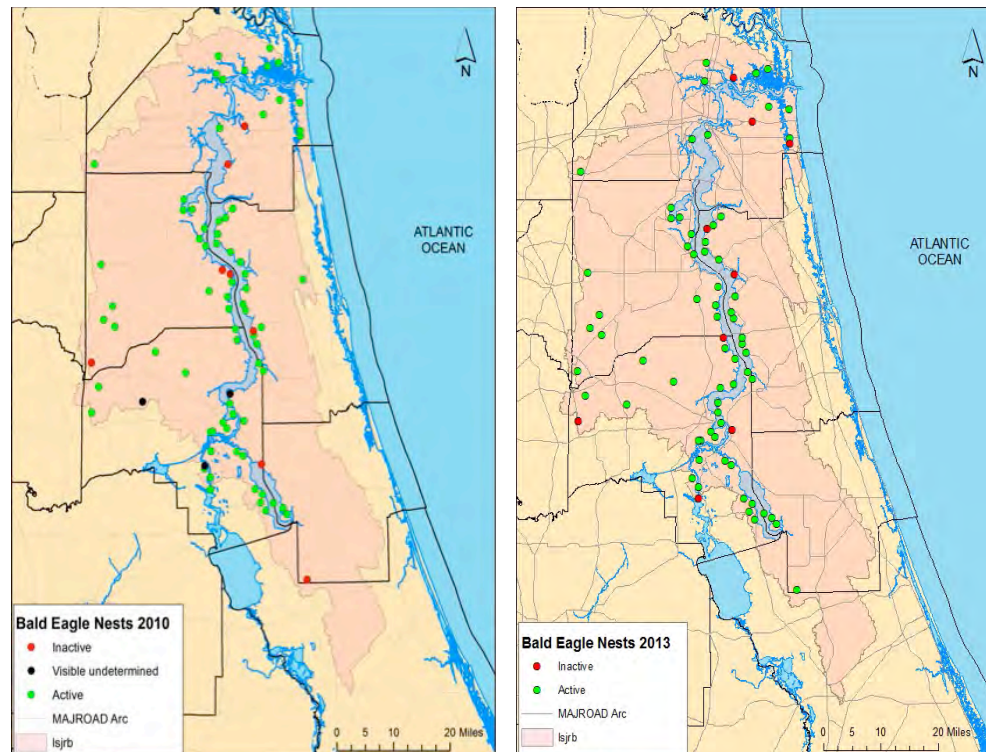 N
ATLANTIC
OCEAN
Bald Eagle Nests 2010
Inactive
Visible undetermined
Active
MAJROAD Arc
lsjrb
0 5 10 20 Miles
N
ATLANTIC
OCEAN
Bald Eagle Nests 2013
Inactive
Active
MAJROAD Arc
lsjrb
0 5 10 20 Miles